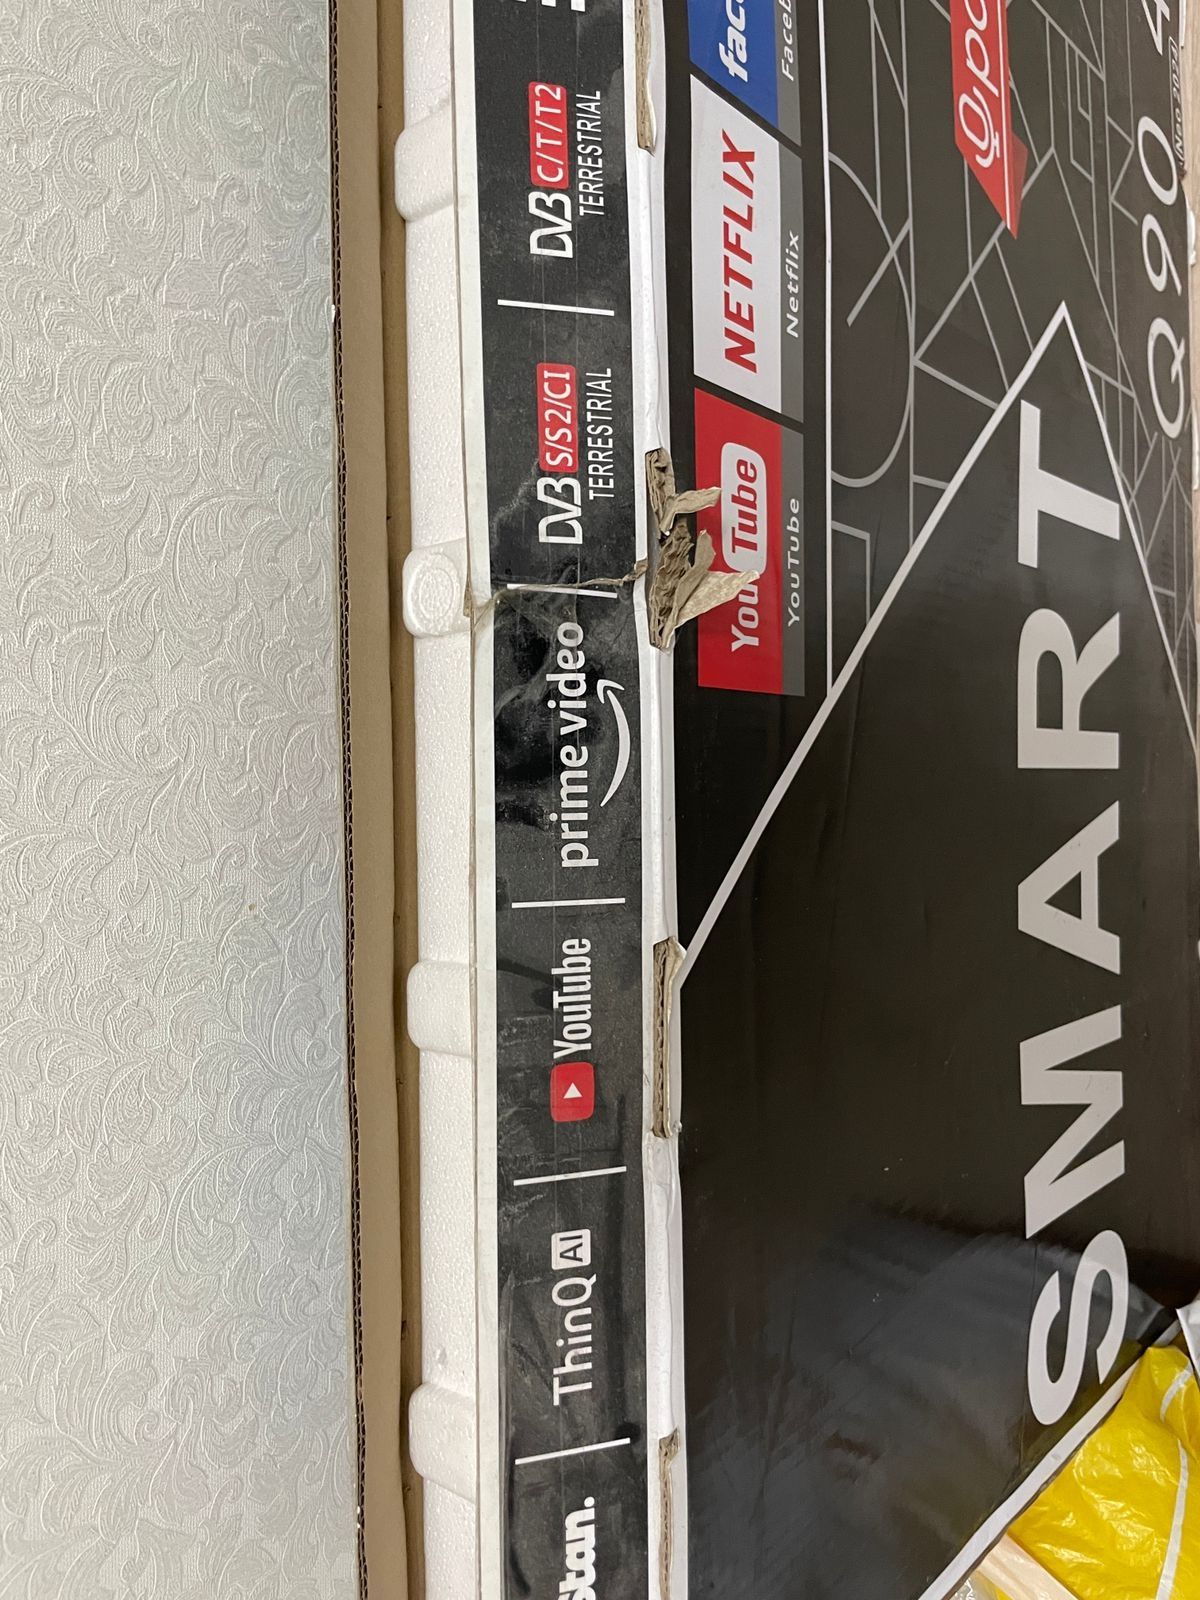 Stan.
ThinQ AI
YouTube
prime video
DVB S/S2/CI
TERRESTRIAL
DVB C/T/T2
TERRESTRIAL
YouTube
YouTube
NETFLIX
Netflix
SMART
Q90